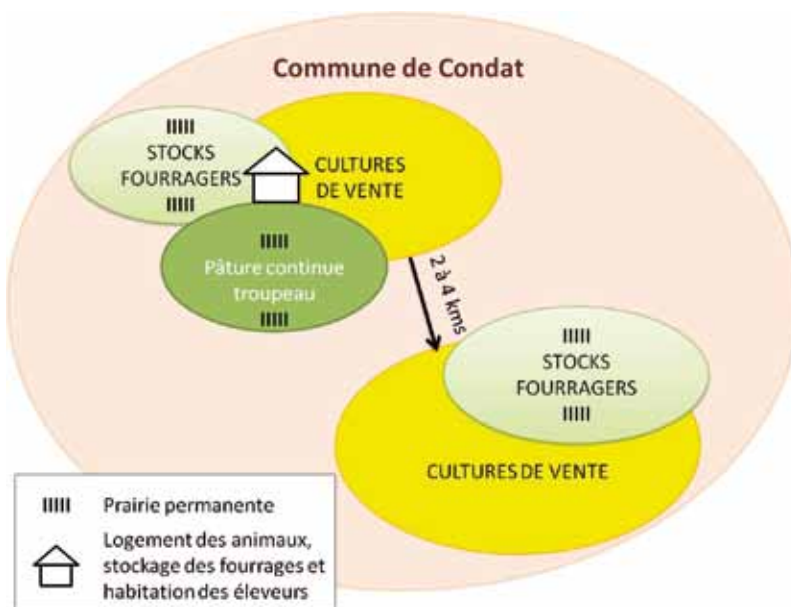 Commune de Condat
STOCKS
FOURRAGERS
CULTURES
DE VENTE
Pâture continue
troupeau
2 à 4 kms
STOCKS
FOURRAGERS
CULTURES DE VENTE
Prairie permanente
Logement des animaux,
stockage des fourrages et
habitation des éleveurs